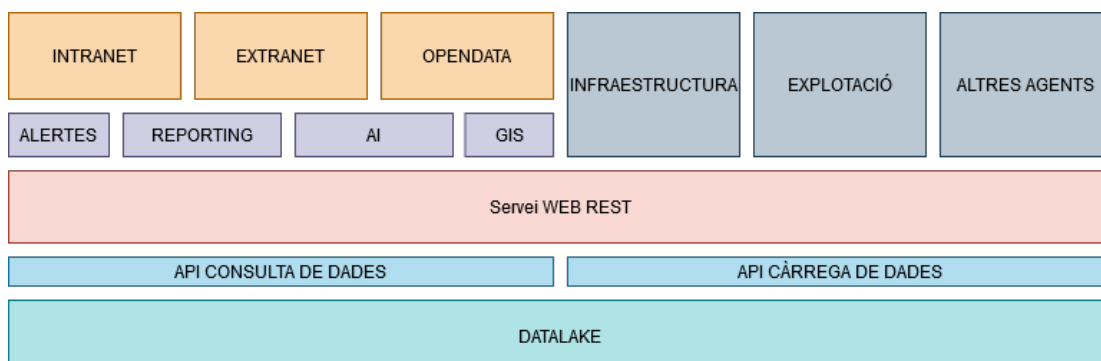 INTRANET
EXTRANET
OPENDATA
INFRAESTRUCTURA
EXPLOTACIÓ
ALTRES AGENTS
ALERTES
REPORTING
AI
GIS
Servei WEB REST
API CONSULTA DE DADES
API CÀRREGA DE DADES
DATALAKE